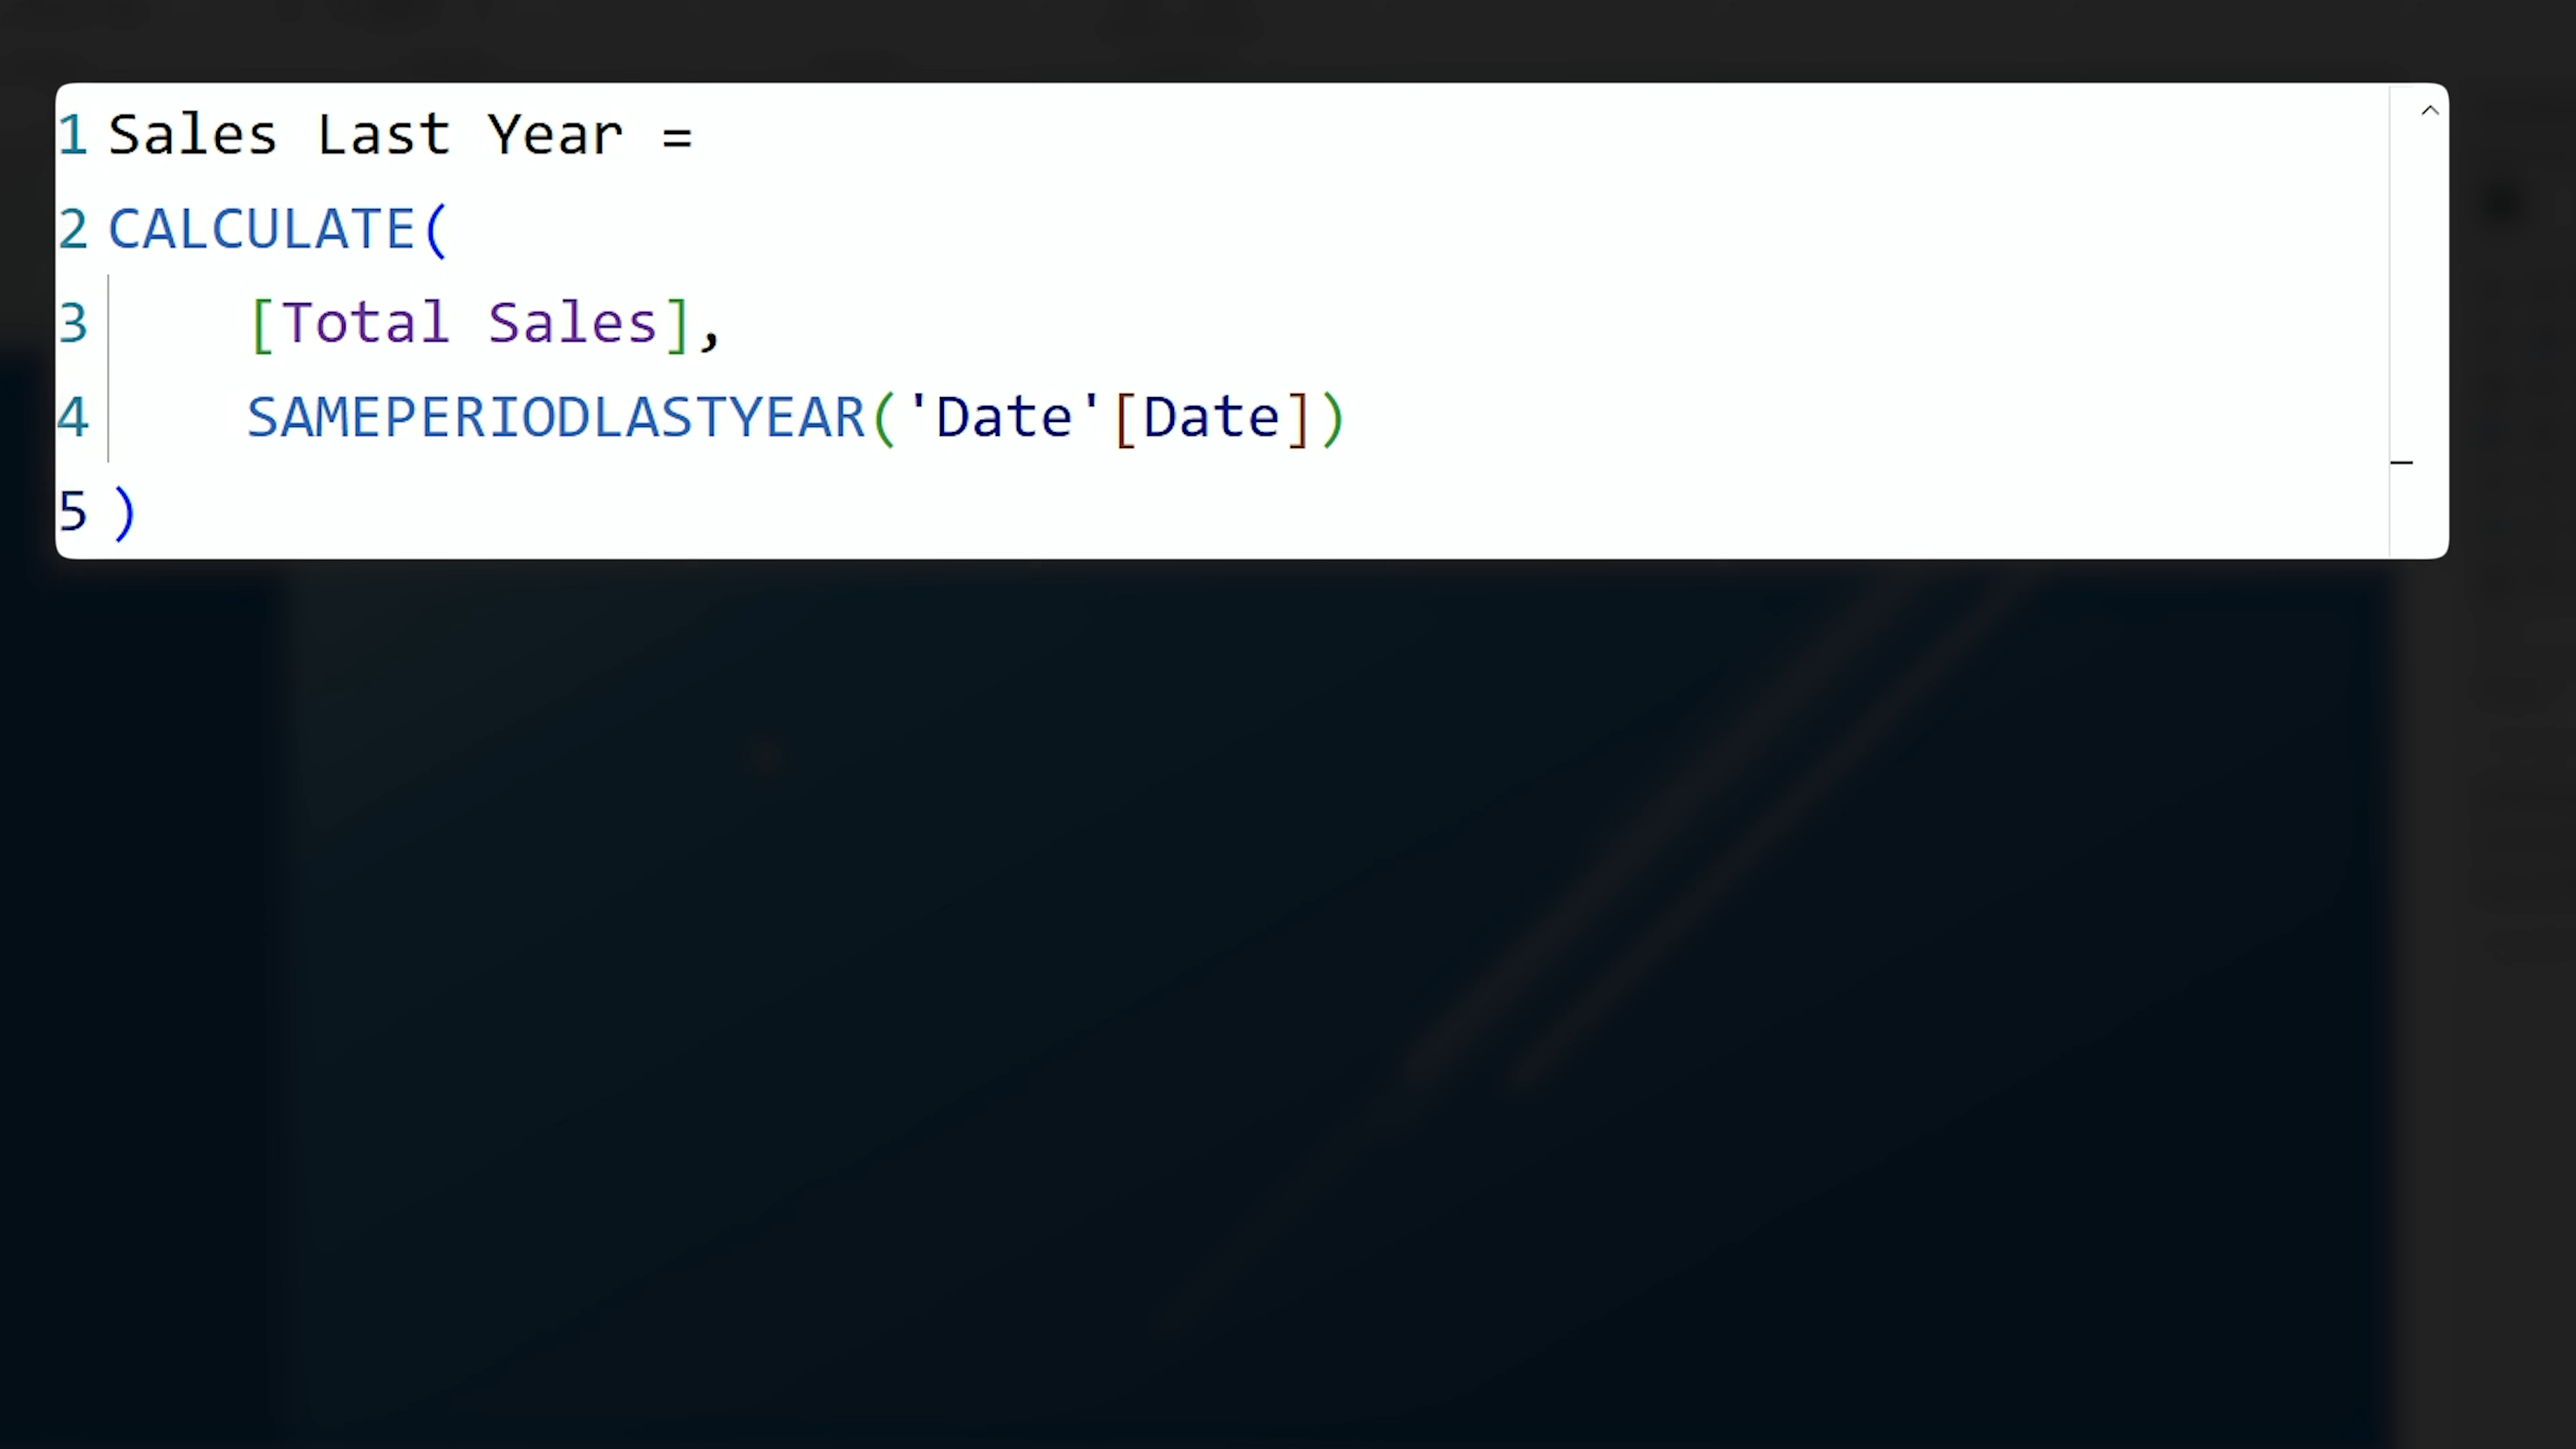 1 Sales Last Year =
2 CALCULATE(
3     [Total Sales],
4     SAMEPERIODLASTYEAR('Date'[Date])
5 )